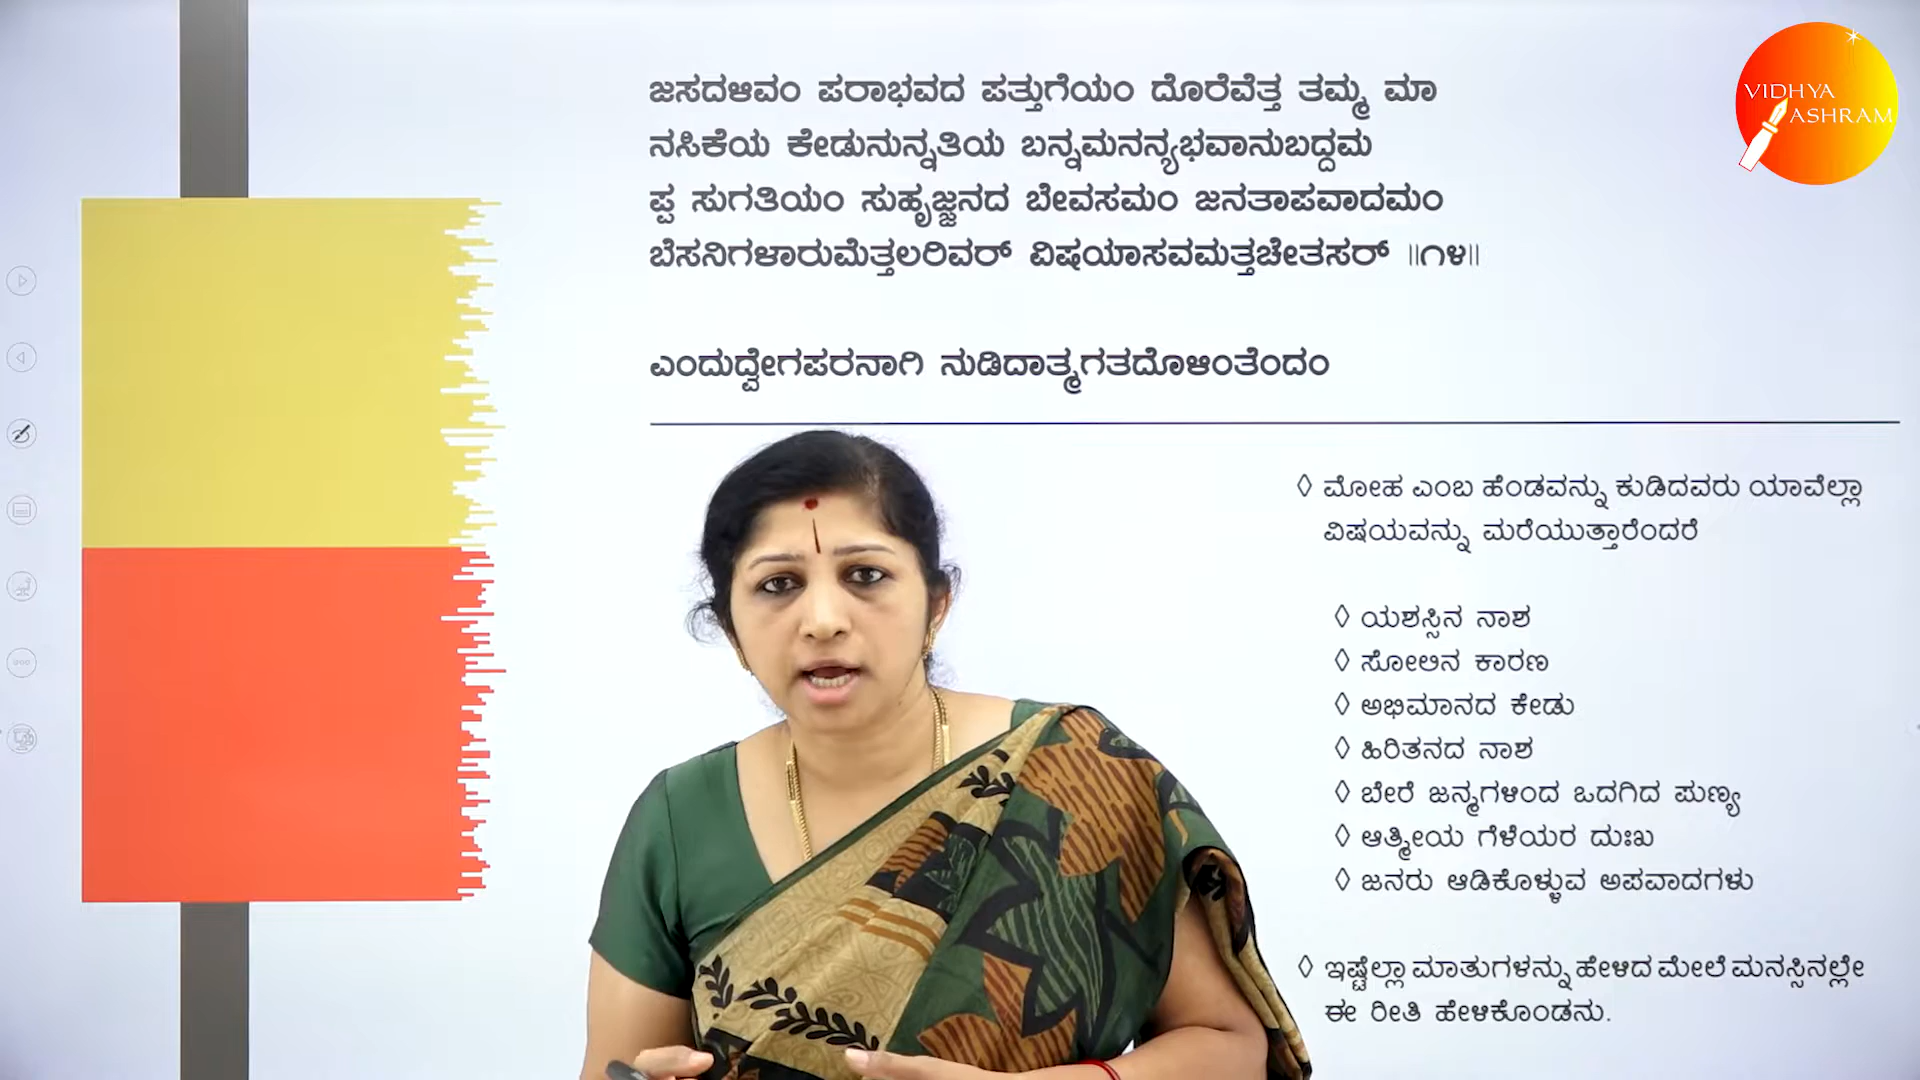 ಜಸದಳಿವಂ ಪರಾಭವದ ಪತ್ತುಗೆಯಂ ದೊರೆವೆತ್ತ ತಮ್ಮ ಮಾ
ನಸಿಕೆಯ ಕೇಡುನುನ್ನತಿಯ ಬನ್ನಮನನ್ಯಭವಾನುಬದ್ದಮ
ಪ್ಪ ಸುಗತಿಯಂ ಸುಹೃಜ್ಜನದ ಬೇವಸಮಂ ಜನತಾಪವಾದಮಂ
ಬೆಸನಿಗಳಾರುಮೆತ್ತಲರಿವರ್ ವಿಷಯಾಸವಮತ್ತಚೇತಸರ್ ॥೧೪॥
ಎಂದುದ್ವೇಗಪರನಾಗಿ ನುಡಿದಾತ್ಮಗತದೊಳಿಂತೆಂದಂ
◊ ಮೋಹ ಎಂಬ ಹೆಂಡವನ್ನು ಕುಡಿದವರು ಯಾವೆಲ್ಲಾ
ವಿಷಯವನ್ನು ಮರೆಯುತ್ತಾರೆಂದರೆ
◊ ಯಶಸ್ಸಿನ ನಾಶ
◊ ಸೋಲಿನ ಕಾರಣ
◊ ಅಭಿಮಾನದ ಕೇಡು
◊ ಹಿರಿತನದ ನಾಶ
◊ ಬೇರೆ ಜನ್ಮಗಳಿಂದ ಒದಗಿದ ಪುಣ್ಯ
◊ ಆತ್ಮೀಯ ಗೆಳೆಯರ ದುಃಖ
◊ ಜನರು ಆಡಿಕೊಳ್ಳುವ ಅಪವಾದಗಳು
◊ ಇಷ್ಟೆಲ್ಲಾ ಮಾತುಗಳನ್ನು ಹೇಳಿದ ಮೇಲೆ ಮನಸ್ಸಿನಲ್ಲೇ
ಈ ರೀತಿ ಹೇಳಿಕೊಂಡನು.
VIDHYA
ASHRAM